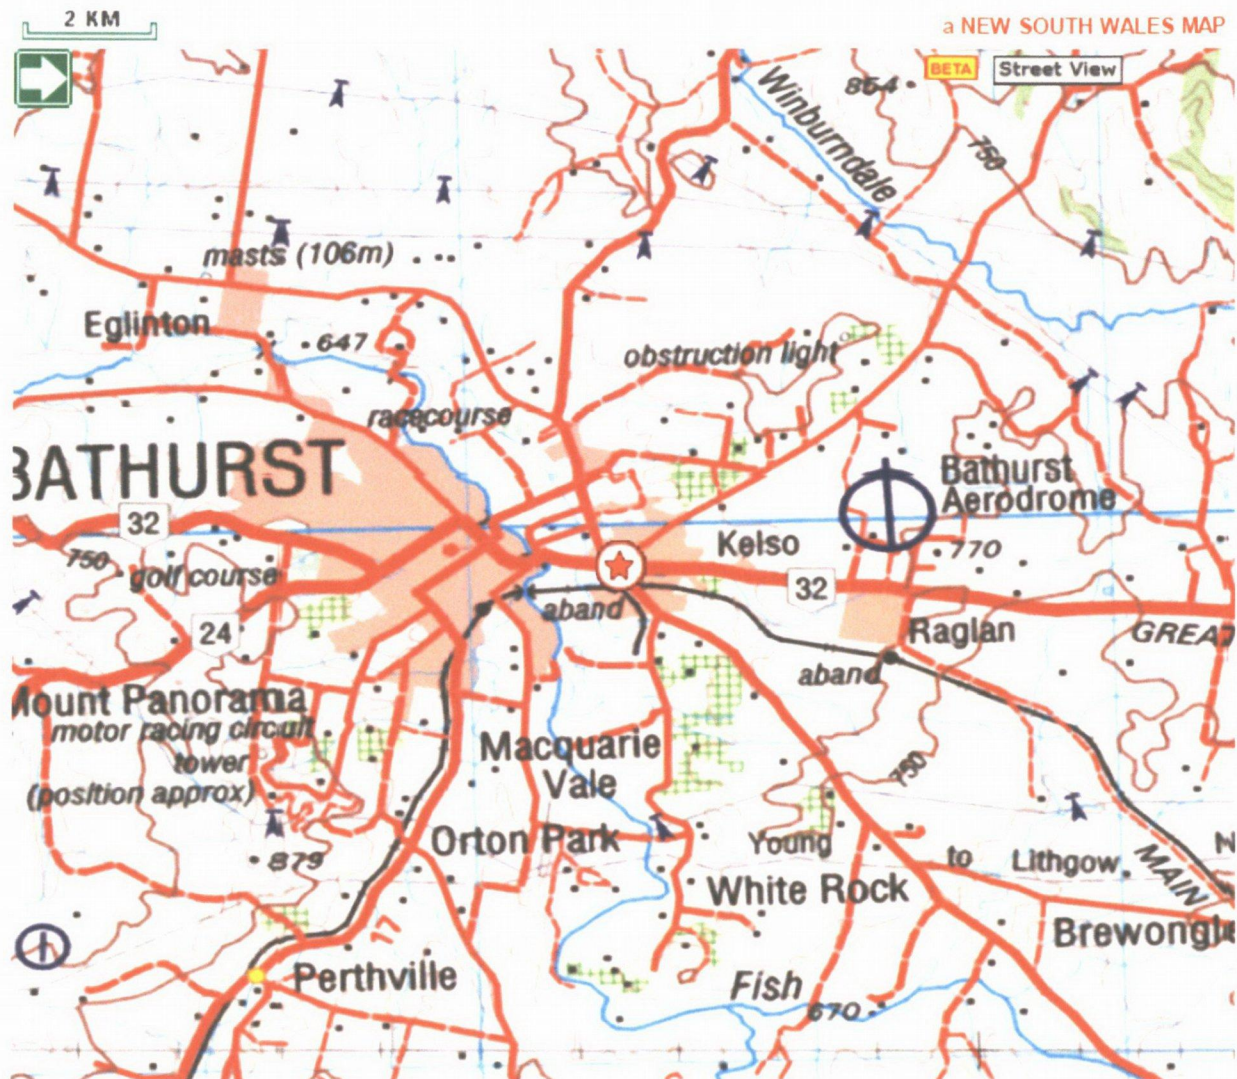 2 KM
a NEW SOUTH WALES MAP
BETA Street View
Winburndale
854
750
masts (106m)
Eglinton
647
obstruction light
racecourse
BATHURST
Bathurst
Aerodrome
32
Kelso
770
750
golf course
32
aband
24
Raglan
GREAT
aband
Mount Panorama
motor racing circuit
tower
(position approx)
Macquarie
Vale
750
Orton Park
Young
879
to Lithgow
MAIN
White Rock
Brewongle
17
Perthville
Fish
670